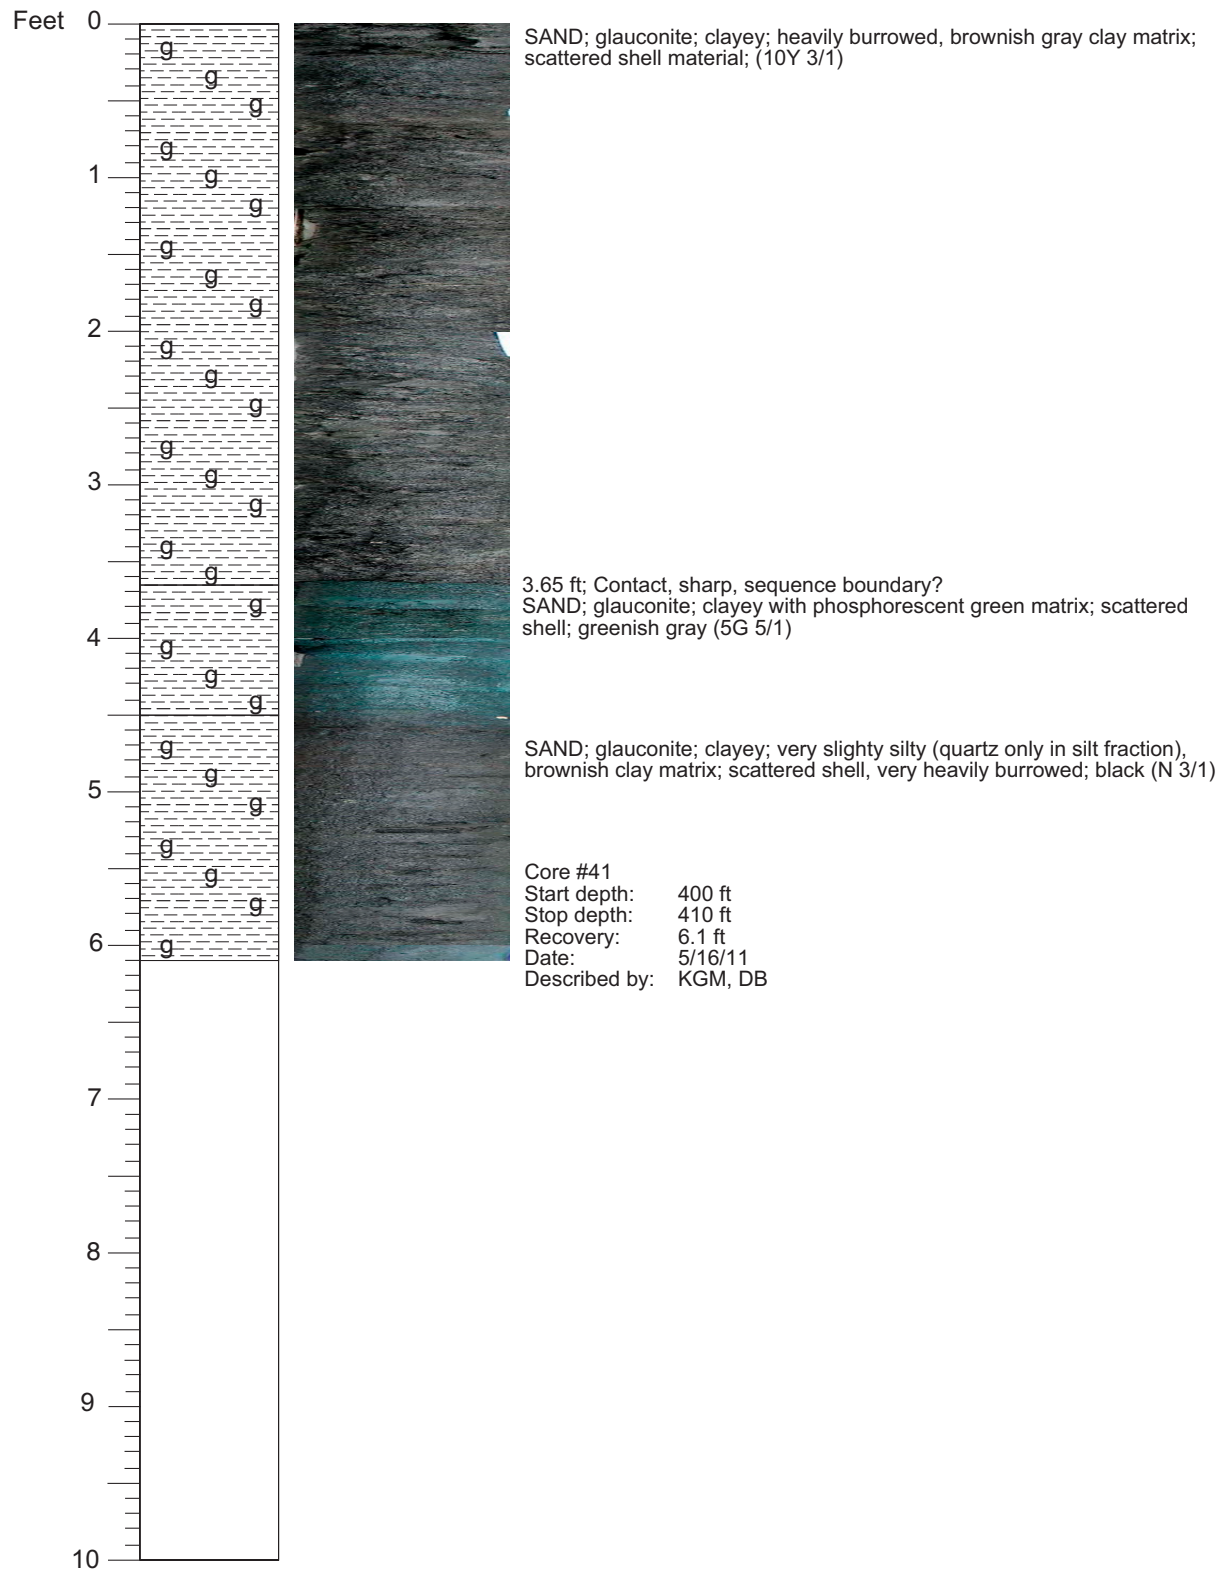 Feet 0
g
g
g
g
1
g
g
g
g
g
2
g
g
g
g
3
g
g
g
g
3.65 ft; Contact, sharp, sequence boundary?
SAND; glauconite; clayey with phosphorescent green matrix; scattered
shell; greenish gray (5G 5/1)
g
4
g
g
g
SAND; glauconite; clayey; heavily burrowed, brownish gray clay matrix;
scattered shell material; (10Y 3/1)
SAND; glauconite; clayey; very slighty silty (quartz only in silt fraction),
brownish clay matrix; scattered shell, very heavily burrowed; black (N 3/1)
g
g
5
g
g
g
g
6
g
Core #41
Start depth: 400 ft
Stop depth: 410 ft
Recovery: 6.1 ft
Date: 5/16/11
Described by: KGM, DB
7
8
9
10